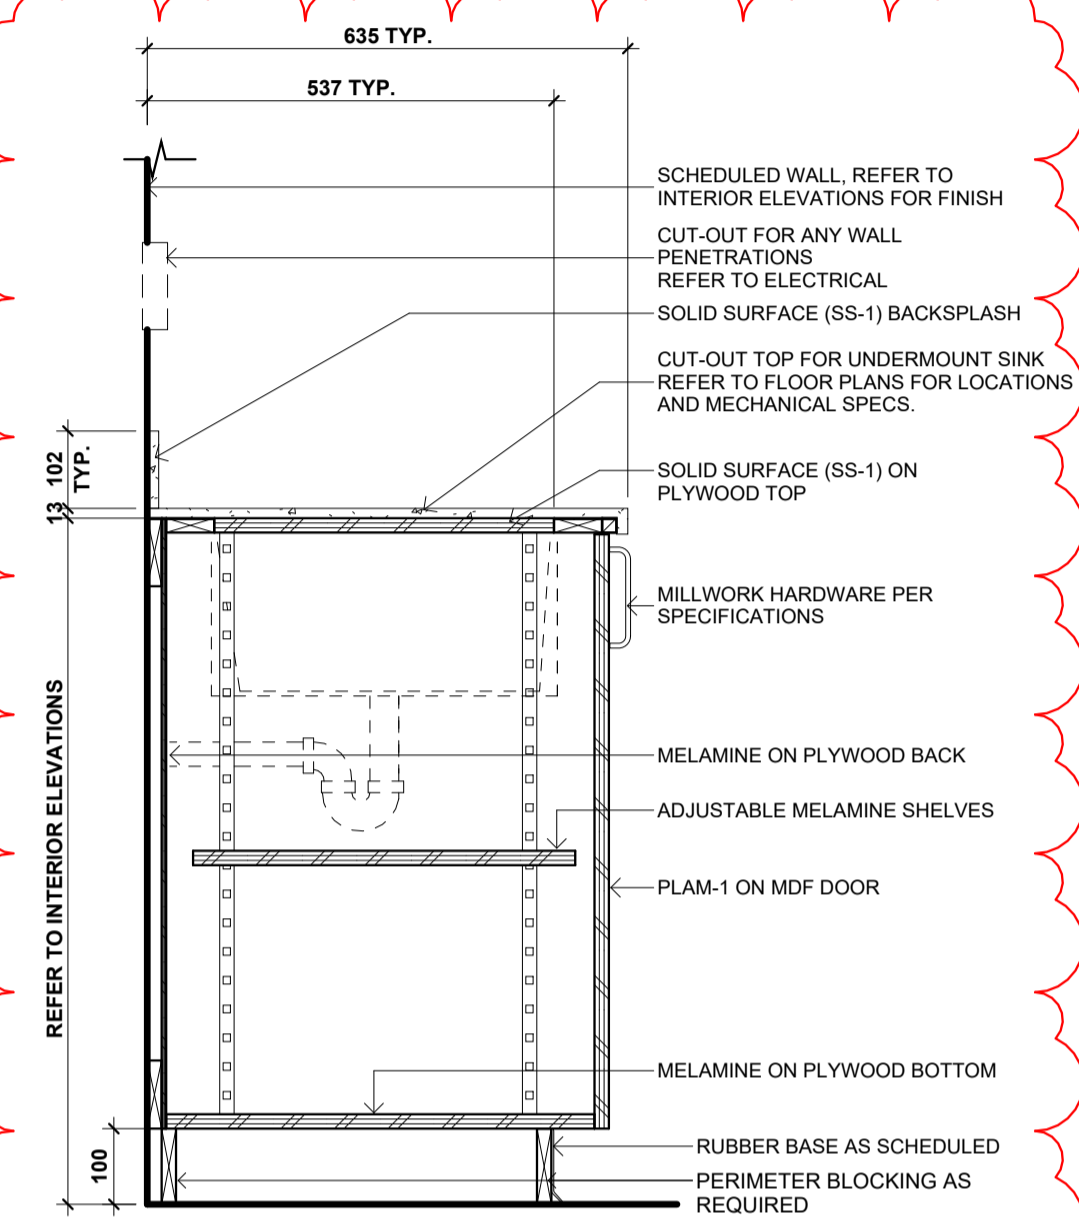 635 TYP.
537 TYP.
SCHEDULED WALL, REFER TO
INTERIOR ELEVATIONS FOR FINISH
CUT-OUT FOR ANY WALL
PENETRATIONS
REFER TO ELECTRICAL
SOLID SURFACE (SS-1) BACKSPLASH
CUT-OUT TOP FOR UNDERMOUNT SINK
REFER TO FLOOR PLANS FOR LOCATIONS
AND MECHANICAL SPECS.
102
TYP.
13
SOLID SURFACE (SS-1) ON
PLYWOOD TOP
MILLWORK HARDWARE PER
SPECIFICATIONS
REFER TO INTERIOR ELEVATIONS
MELAMINE ON PLYWOOD BACK
ADJUSTABLE MELAMINE SHELVES
PLAM-1 ON MDF DOOR
MELAMINE ON PLYWOOD BOTTOM
100
RUBBER BASE AS SCHEDULED
PERIMETER BLOCKING AS
REQUIRED